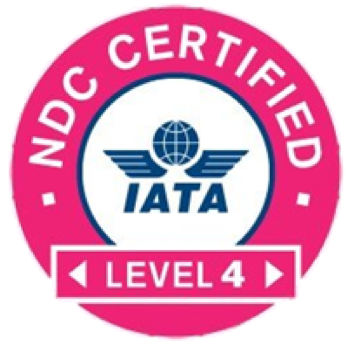 NDC CERTIFIED
IATA
LEVEL 4